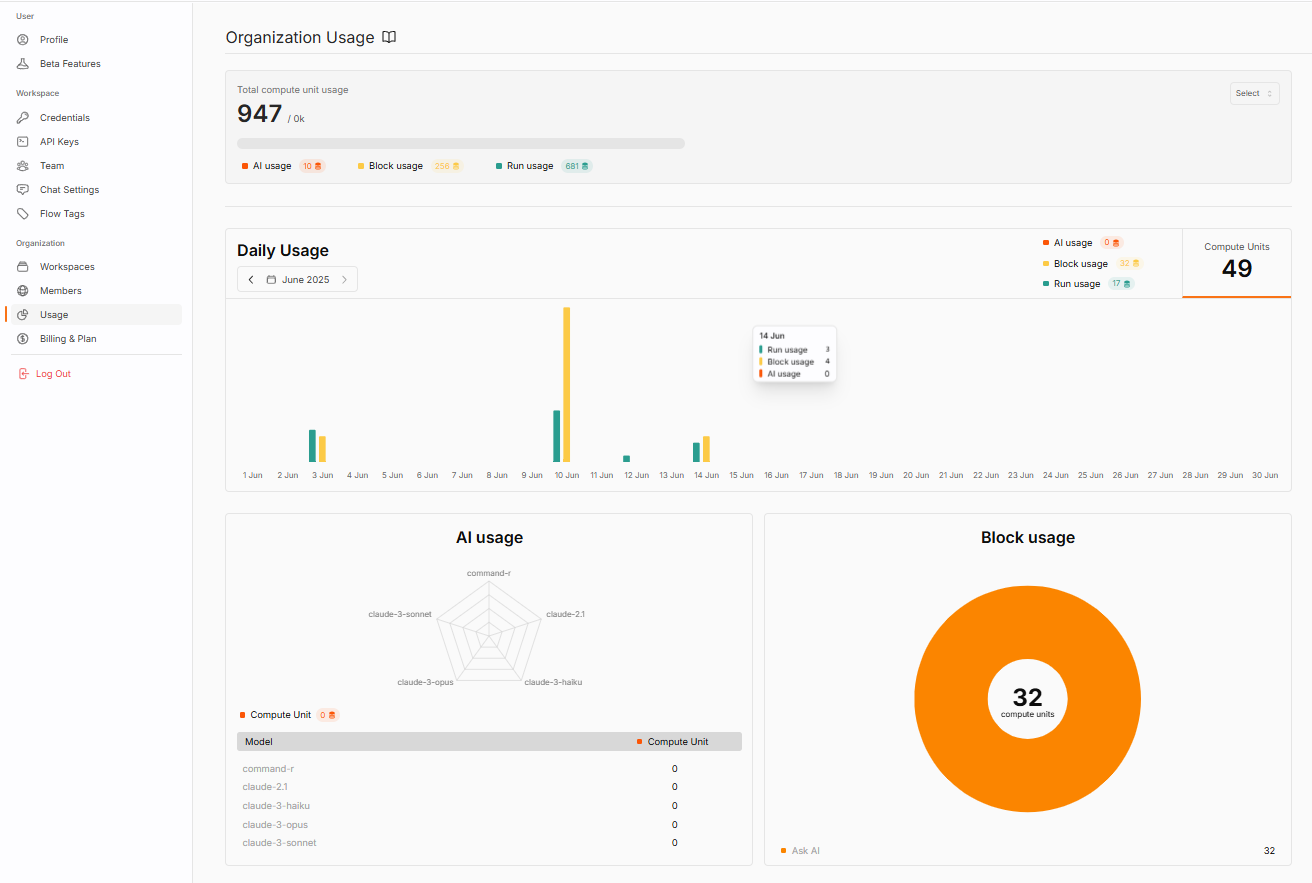 User
Profile
Beta Features
Workspace
Credentials
API Keys
Team
Chat Settings
Flow Tags
Organization
Workspaces
Members
Usage
Billing & Plan
Log Out
Organization Usage
Total compute unit usage
Select
947 / 0k
AI usage 10 Block usage 256 Run usage 681
Daily Usage
June 2025
AI usage 0
Block usage 32
Run usage 17
Compute Units
49
14 Jun
Run usage 3
Block usage 4
AI usage 0
1 Jun 2 Jun 3 Jun 4 Jun 5 Jun 6 Jun 7 Jun 8 Jun 9 Jun 10 Jun 11 Jun 12 Jun 13 Jun 14 Jun 15 Jun 16 Jun 17 Jun 18 Jun 19 Jun 20 Jun 21 Jun 22 Jun 23 Jun 24 Jun 25 Jun 26 Jun 27 Jun 28 Jun 29 Jun 30 Jun
AI usage
command-r
claude-3-sonnet claude-2.1
claude-3-opus claude-3-haiku
Compute Unit 0
Model Compute Unit
command-r 0
claude-2.1 0
claude-3-haiku 0
claude-3-opus 0
claude-3-sonnet 0
Block usage
32
compute units
Ask AI 32